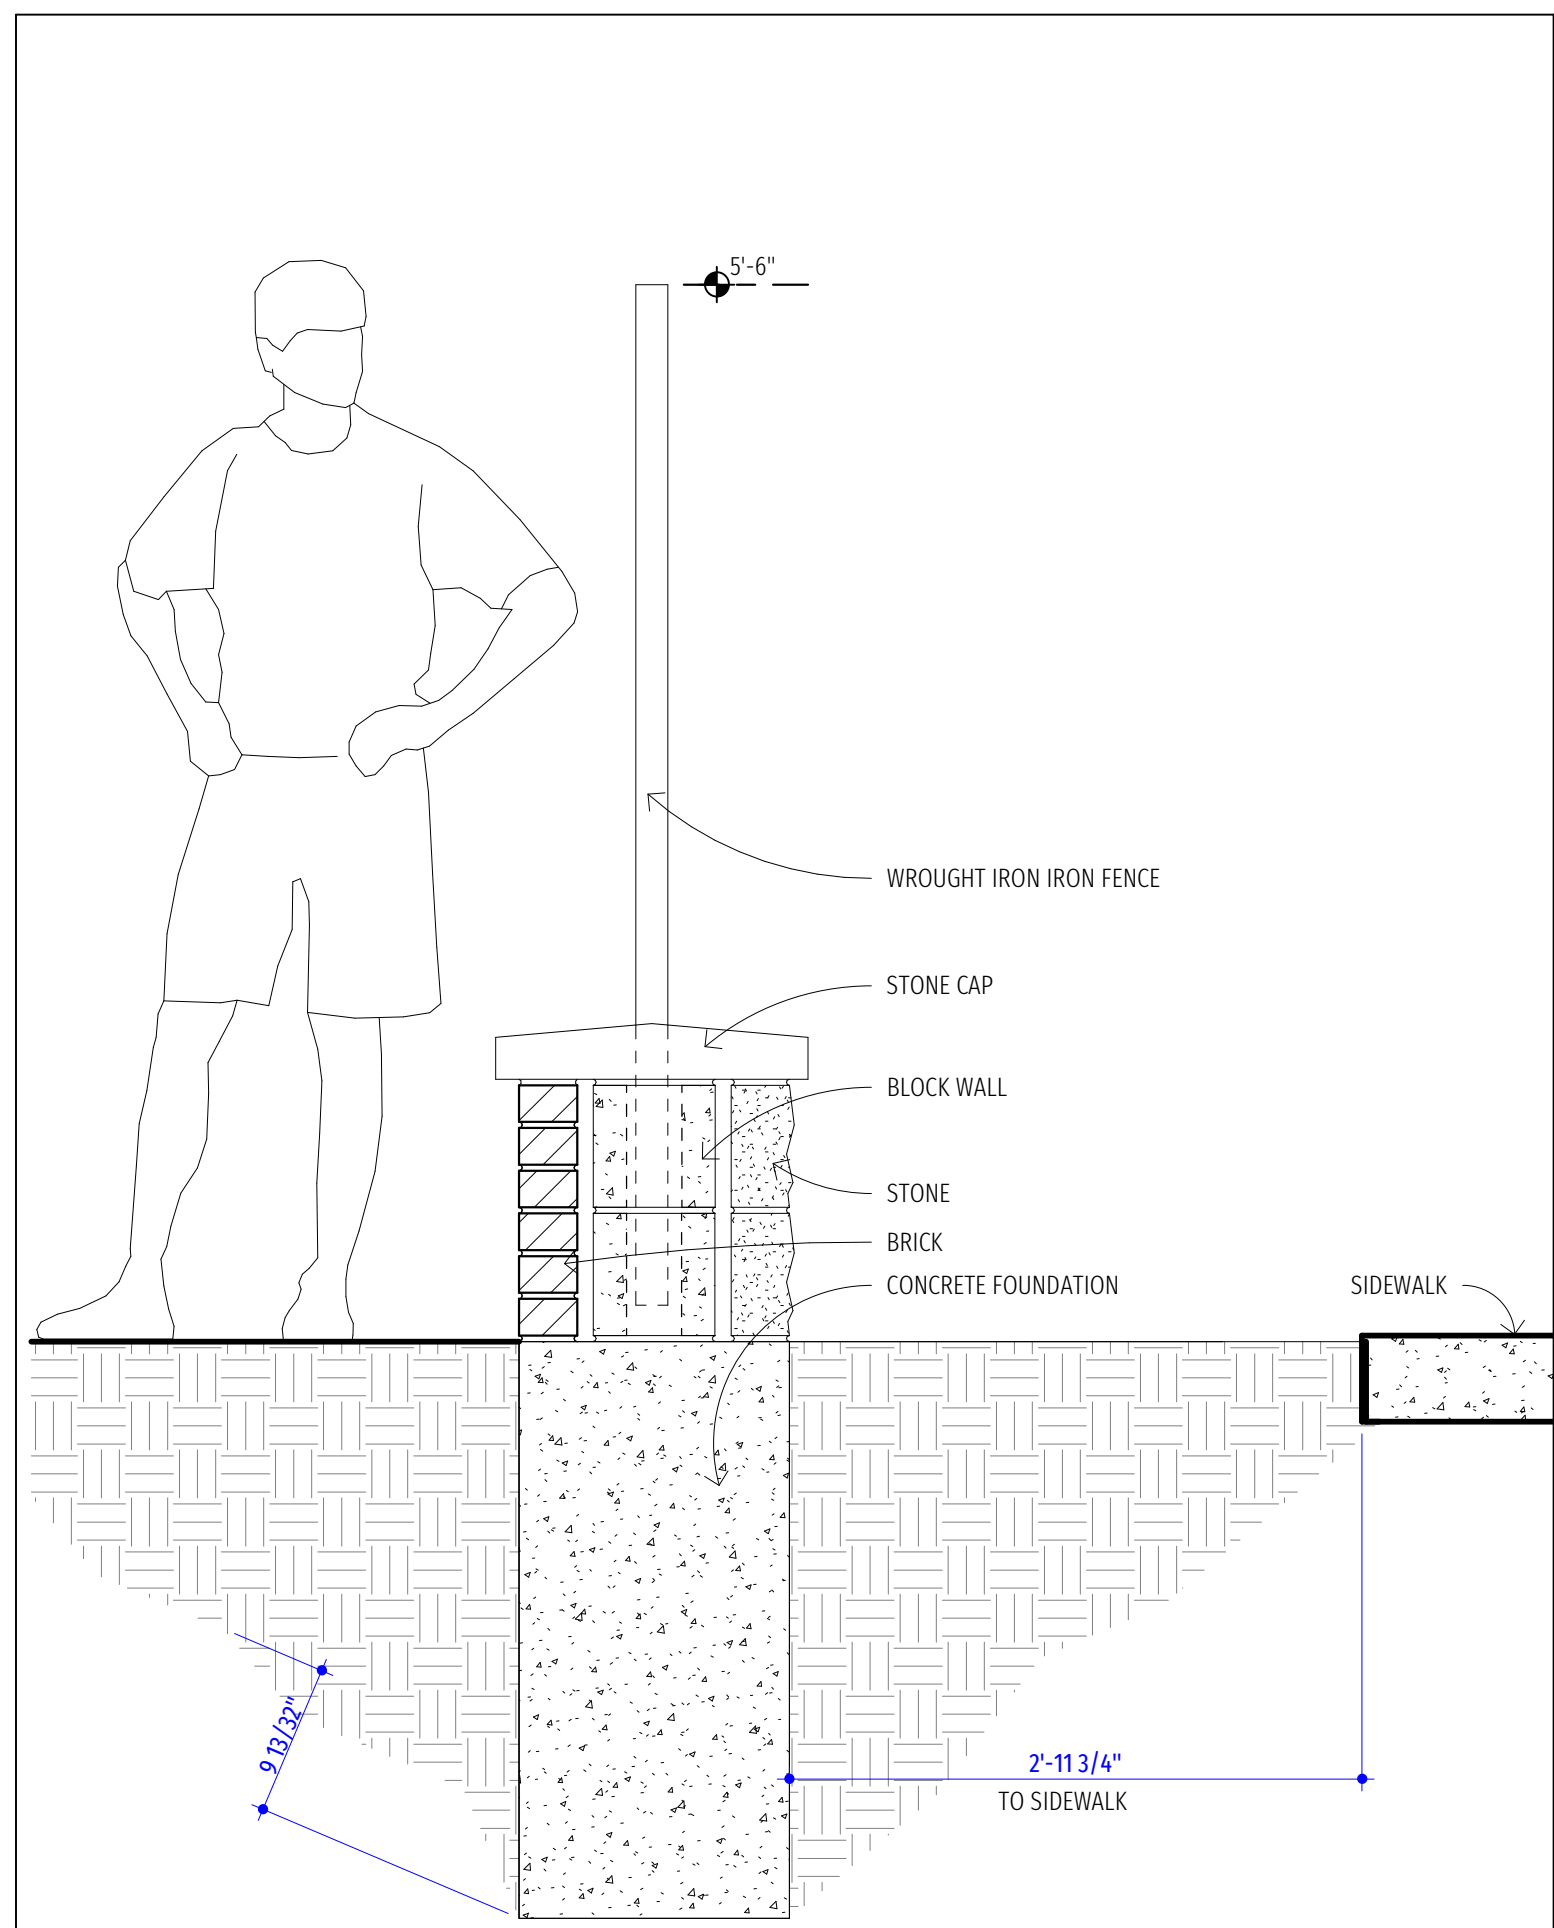 5'-6"
WROUGHT IRON IRON FENCE
STONE CAP
BLOCK WALL
STONE
BRICK
CONCRETE FOUNDATION
SIDEWALK
9 13/32"
2'-11 3/4"
TO SIDEWALK